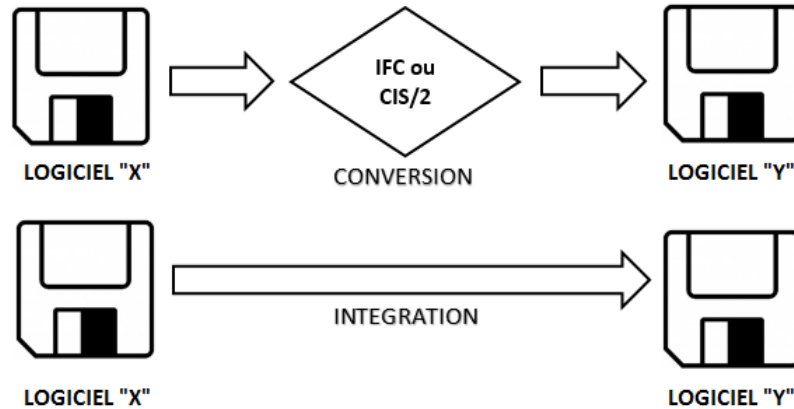 IFC ou
CIS/2
LOGICIEL "X"
CONVERSION
LOGICIEL "Y"
INTEGRATION
LOGICIEL "X"
LOGICIEL "Y"